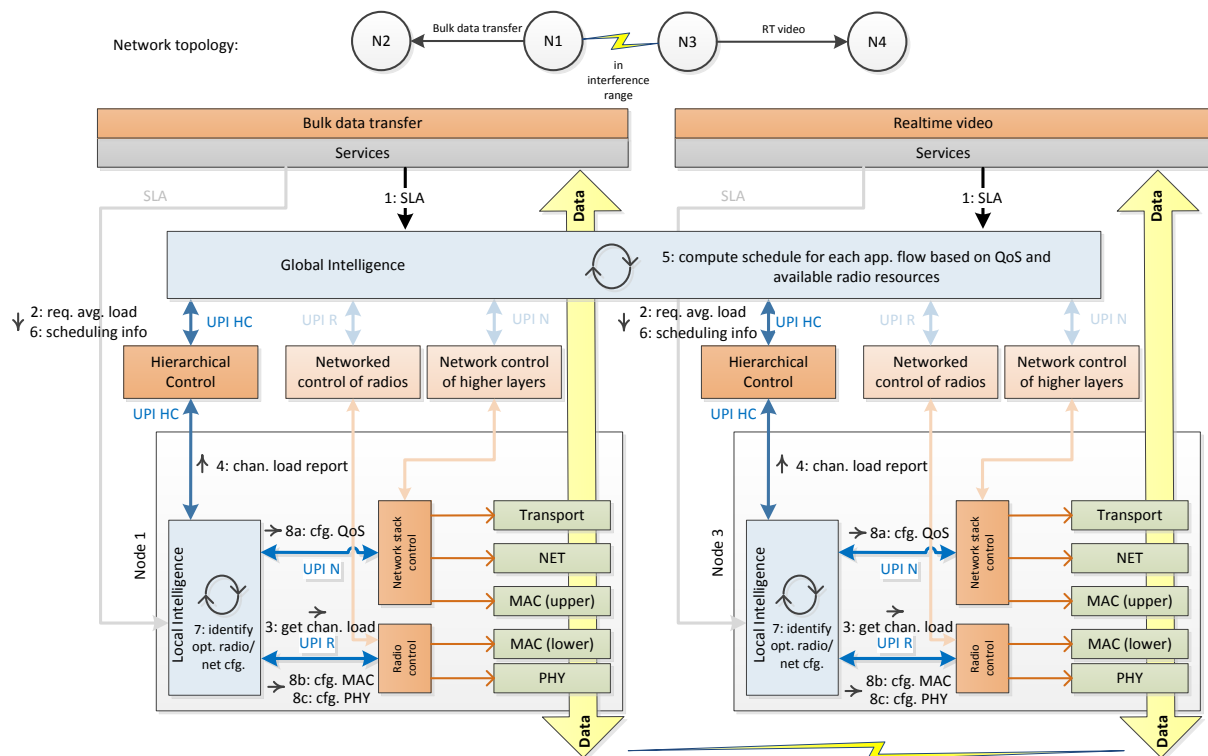 Network topology:
N2
Bulk data transfer
N1
in
interference
range
N3
RT video
N4
Bulk data transfer
Services
Realtime video
Services
SLA
1: SLA
Data
SLA
1: SLA
Data
Global Intelligence
5: compute schedule for each app. flow based on QoS and
available radio resources
2: req. avg. load
6: scheduling info
UPI HC
UPI R
UPI N
2: req. avg. load
6: scheduling info
UPI HC
UPI R
UPI N
Hierarchical
Control
Networked
control of radios
Network control
of higher layers
Hierarchical
Control
Networked
control of radios
Network control
of higher layers
UPI HC
4: chan. load report
UPI HC
4: chan. load report
Node 1
Local Intelligence
7: identify
opt. radio/
net cfg.
8a: cfg. QoS
UPI N
3: get chan. load
UPI R
8b: cfg. MAC
8c: cfg. PHY
Network stack
control
Radio
control
Transport
NET
MAC (upper)
MAC (lower)
PHY
Data
Node 3
Local Intelligence
7: identify
opt. radio/
net cfg.
8a: cfg. QoS
UPI N
3: get chan. load
UPI R
8b: cfg. MAC
8c: cfg. PHY
Network stack
control
Radio
control
Transport
NET
MAC (upper)
MAC (lower)
PHY
Data